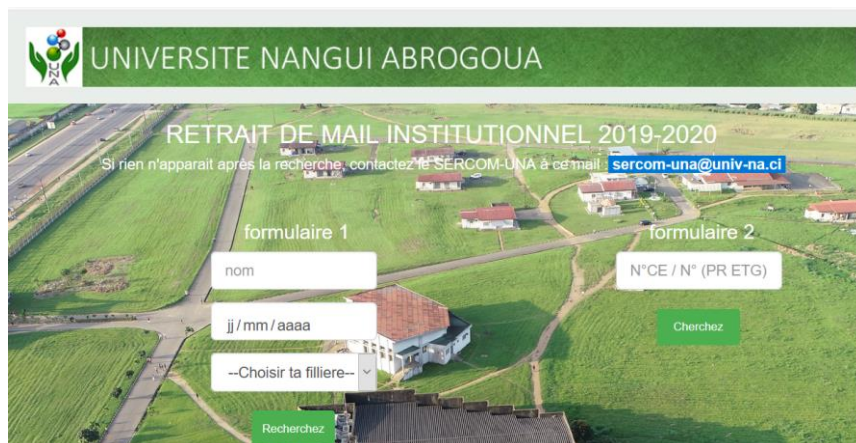 UNA
UNIVERSITE NANGUI ABROGOUA
RETRAIT DE MAIL INSTITUTIONNEL 2019-2020
Si rien n'apparait après la recherche, contactez le SERCOM-UNA à ce mail : sercom-una@univ-na.ci
formulaire 1
nom
jj/mm/aaaa
--Choisir ta filliere--
Recherchez
formulaire 2
N°CE / N° (PR ETG)
Cherchez